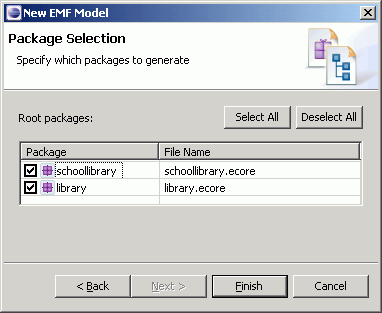 New EMF Model
Package Selection
Specify which packages to generate
Root packages:
Select All
Deselect All
Package File Name
schoollibrary schoollibrary.ecore
library library.ecore
< Back
Next >
Finish
Cancel